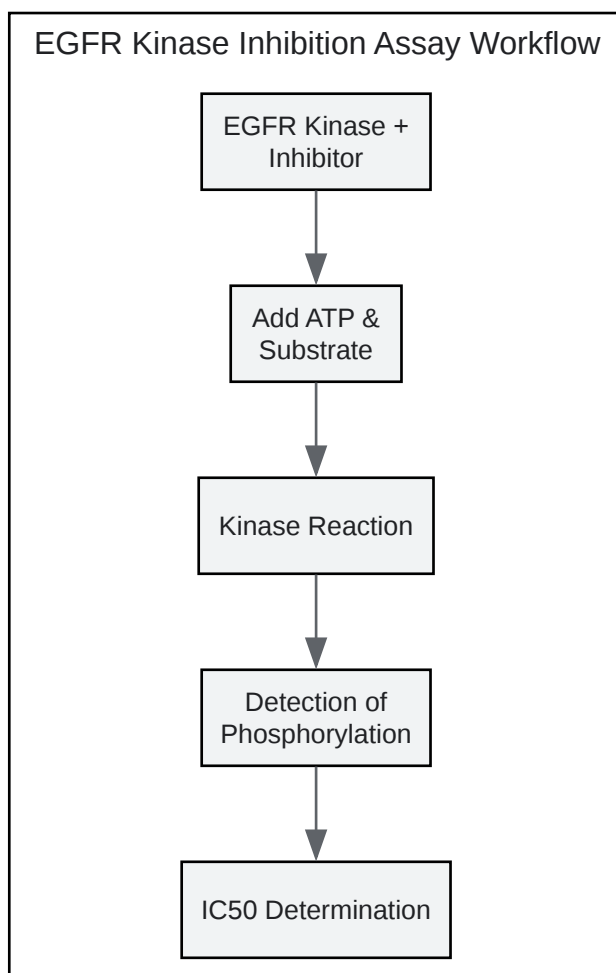 EGFR Kinase Inhibition Assay Workflow
EGFR Kinase +
Inhibitor
Add ATP &
Substrate
Kinase Reaction
Detection of
Phosphorylation
IC50 Determination